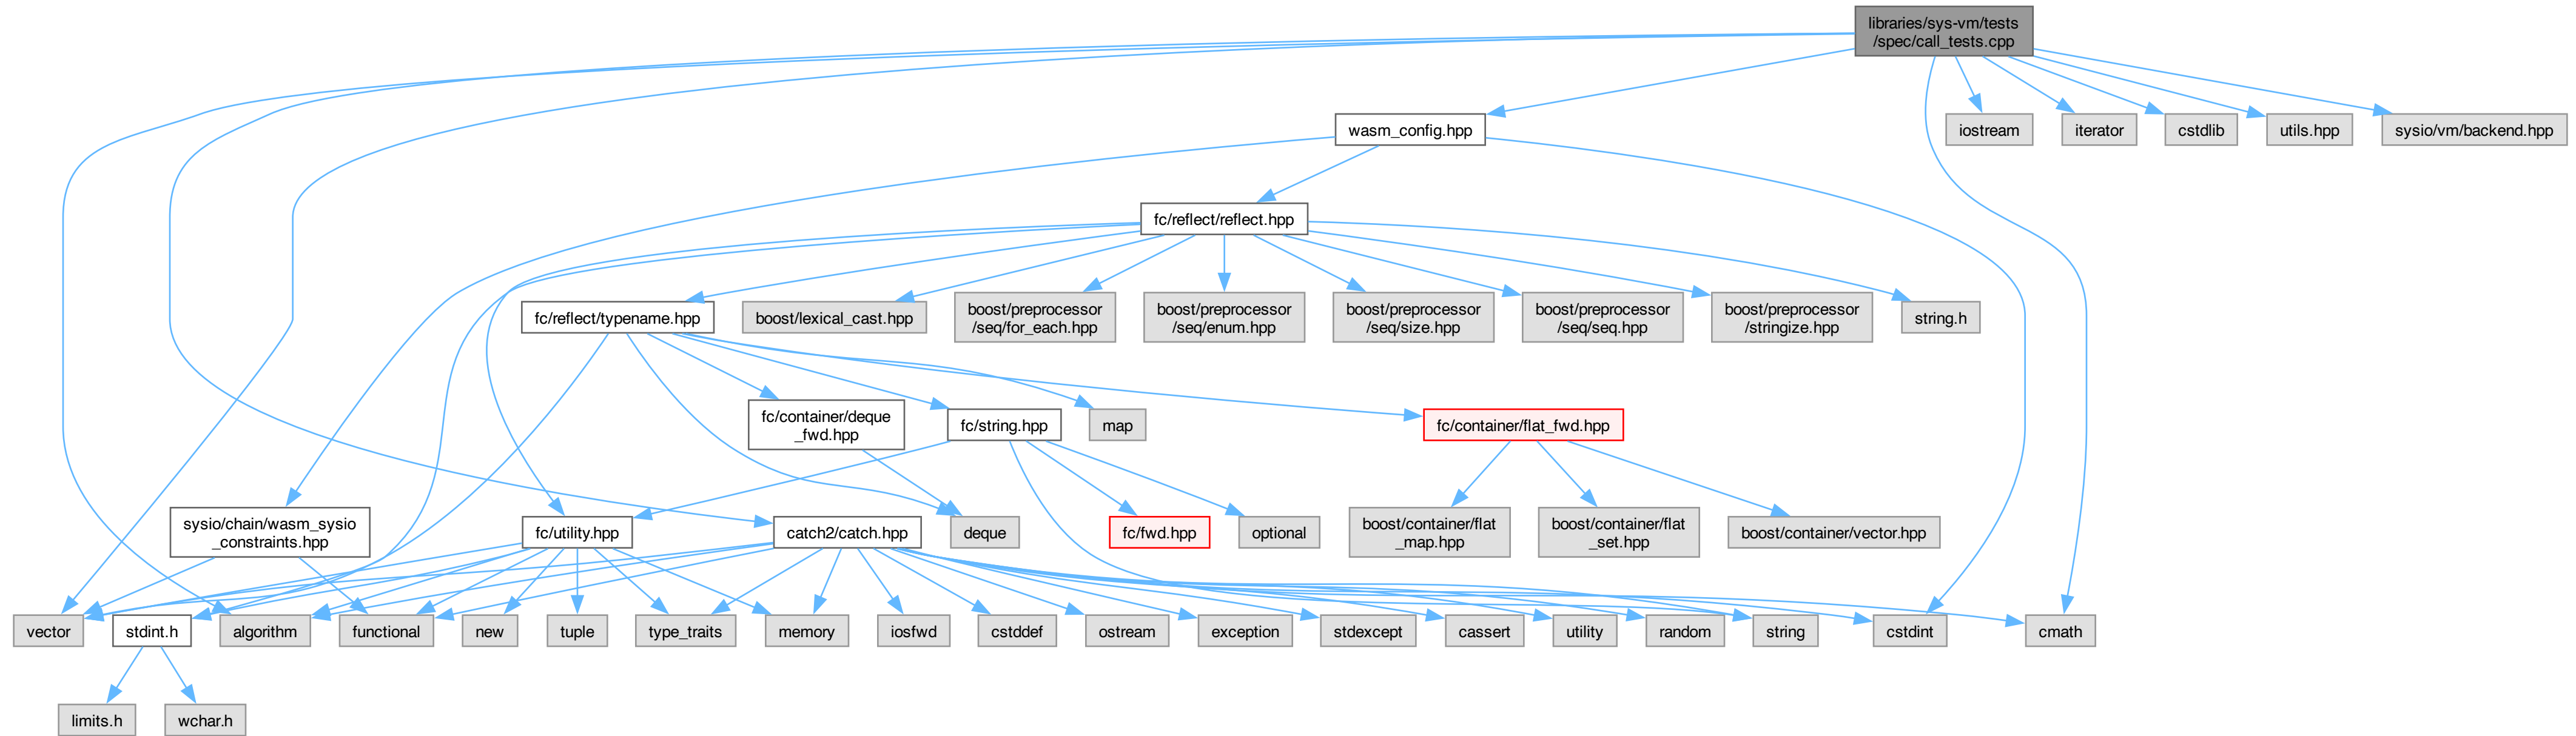 libraries/sys-vm/tests
/spec/call_tests.cpp
wasm_config.hpp
iostream
iterator
cstdlib
utils.hpp
sysio/vm/backend.hpp
fc/reflect/reflect.hpp
fc/reflect/typename.hpp
boost/lexical_cast.hpp
boost/preprocessor
/seq/for_each.hpp
boost/preprocessor
/seq/enum.hpp
boost/preprocessor
/seq/size.hpp
boost/preprocessor
/seq/seq.hpp
boost/preprocessor
/stringize.hpp
string.h
fc/container/deque
_fwd.hpp
fc/string.hpp
map
fc/container/flat_fwd.hpp
sysio/chain/wasm_sysio
_constraints.hpp
fc/utility.hpp
catch2/catch.hpp
deque
fc/fwd.hpp
optional
boost/container/flat
_map.hpp
boost/container/flat
_set.hpp
boost/container/vector.hpp
vector
stdint.h
algorithm
functional
new
tuple
type_traits
memory
iosfwd
cstddef
ostream
exception
stdexcept
cassert
utility
random
string
cstdint
cmath
limits.h
wchar.h